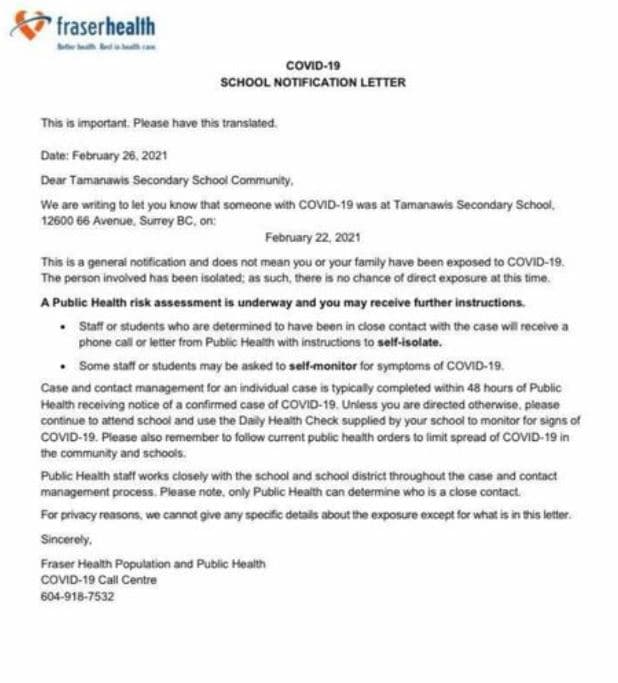 fraserhealth
Better health. Best in health care.
COVID-19
SCHOOL NOTIFICATION LETTER
This is important. Please have this translated.
Date: February 26, 2021
Dear Tamanawis Secondary School Community,
We are writing to let you know that someone with COVID-19 was at Tamanawis Secondary School,
12600 66 Avenue, Surrey BC, on:
February 22, 2021
This is a general notification and does not mean you or your family have been exposed to COVID-19.
The person involved has been isolated; as such, there is no chance of direct exposure at this time.
A Public Health risk assessment is underway and you may receive further instructions.
• Staff or students who are determined to have been in close contact with the case will receive a
phone call or letter from Public Health with instructions to self-isolate.
• Some staff or students may be asked to self-monitor for symptoms of COVID-19.
Case and contact management for an individual case is typically completed within 48 hours of Public
Health receiving notice of a confirmed case of COVID-19. Unless you are directed otherwise, please
continue to attend school and use the Daily Health Check supplied by your school to monitor for signs of
COVID-19. Please also remember to follow current public health orders to limit spread of COVID-19 in
the community and schools.
Public Health staff works closely with the school and school district throughout the case and contact
management process. Please note, only Public Health can determine who is a close contact.
For privacy reasons, we cannot give any specific details about the exposure except for what is in this letter.
Sincerely,
Fraser Health Population and Public Health
COVID-19 Call Centre
604-918-7532